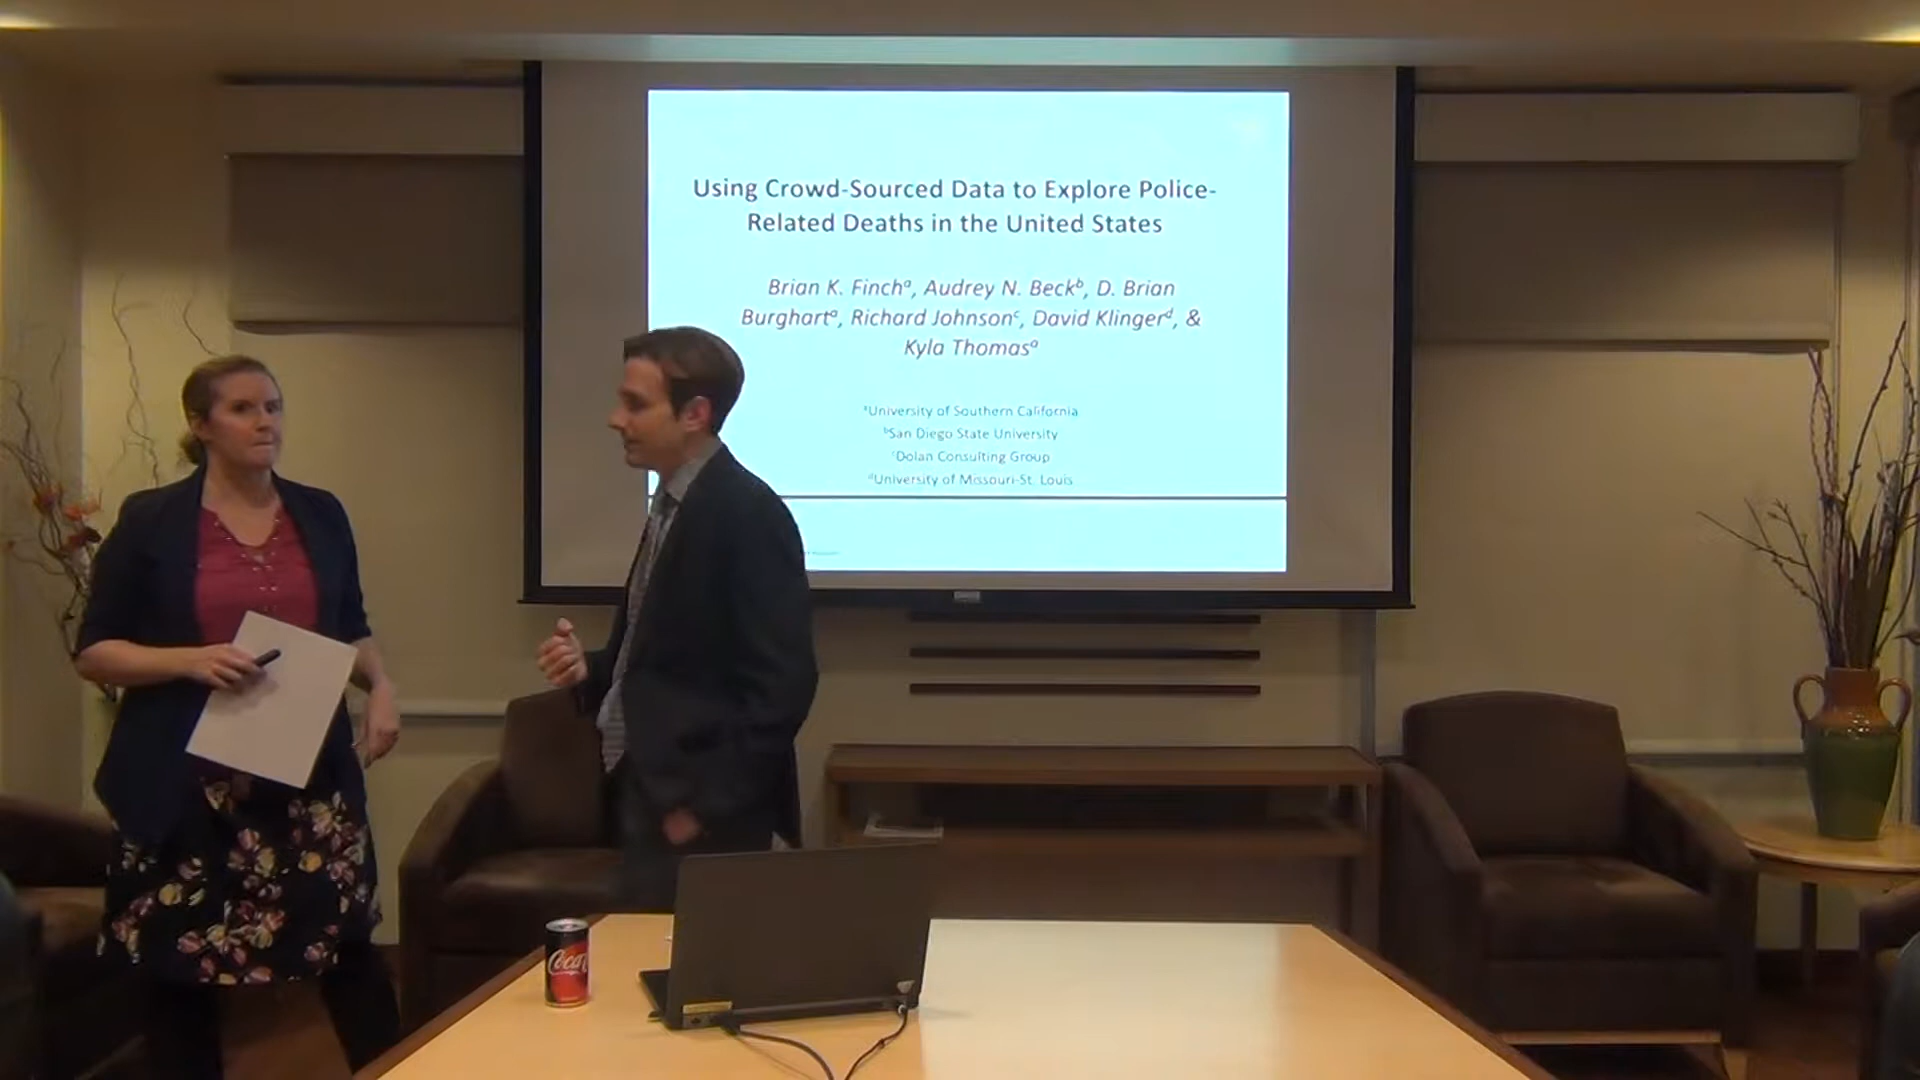 Using Crowd-Sourced Data to Explore Police-
Related Deaths in the United States
Brian K. Finchᵃ, Audrey N. Beckᵇ, D. Brian
Burghartᵃ, Richard Johnsonᶜ, David Klingerᵈ, &
Kyla Thomasᵃ
ᵃUniversity of Southern California
ᵇSan Diego State University
ᶜDolan Consulting Group
ᵈUniversity of Missouri-St. Louis
Coca